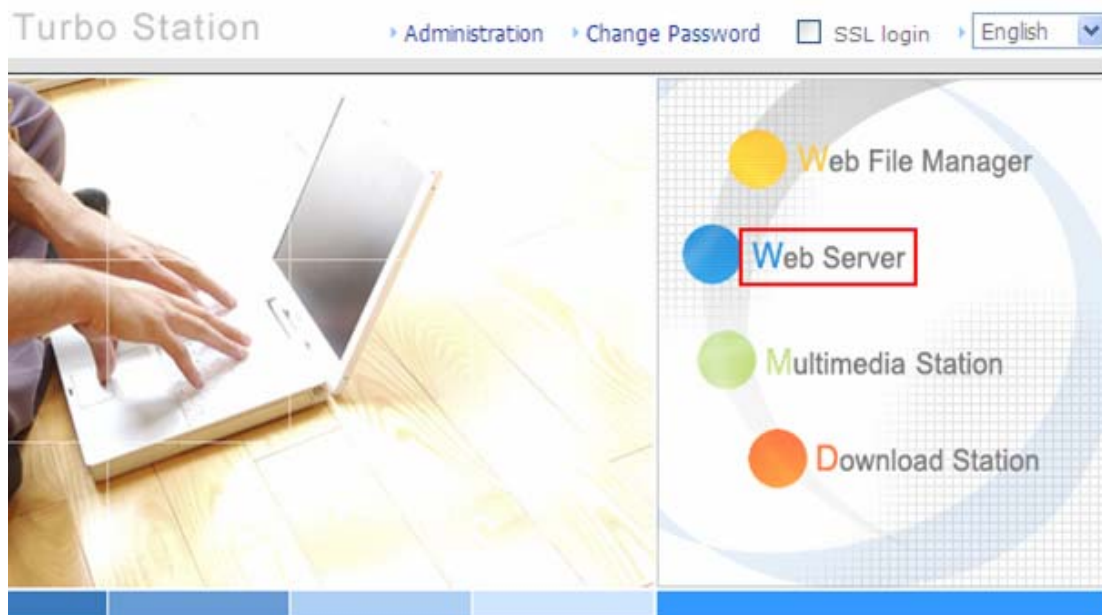 Turbo Station
Administration Change Password SSL login English
Web File Manager
Web Server
Multimedia Station
Download Station